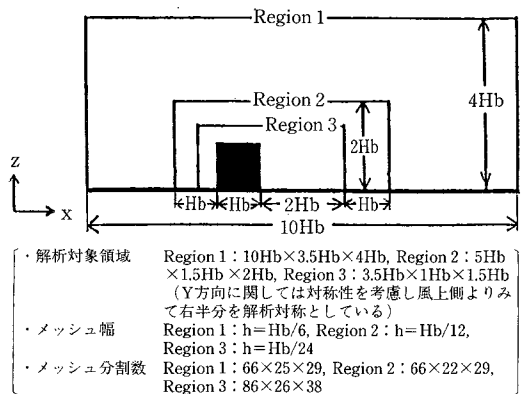 Region 1
Region 2
4Hb
Region 3
2Hb
z
x
Hb
Hb
2Hb
Hb
10Hb
・解析対象領域 Region 1：10Hb×3.5Hb×4Hb, Region 2：5Hb
×1.5Hb×2Hb, Region 3：3.5Hb×1Hb×1.5Hb
（Y方向に関しては対称性を考慮し風上側よりみ
て右半分を解析対称としている）
・メッシュ幅 Region 1：h＝Hb/6, Region 2：h＝Hb/12,
Region 3：h＝Hb/24
・メッシュ分割数 Region 1：66×25×29, Region 2：66×22×29,
Region 3：86×26×38